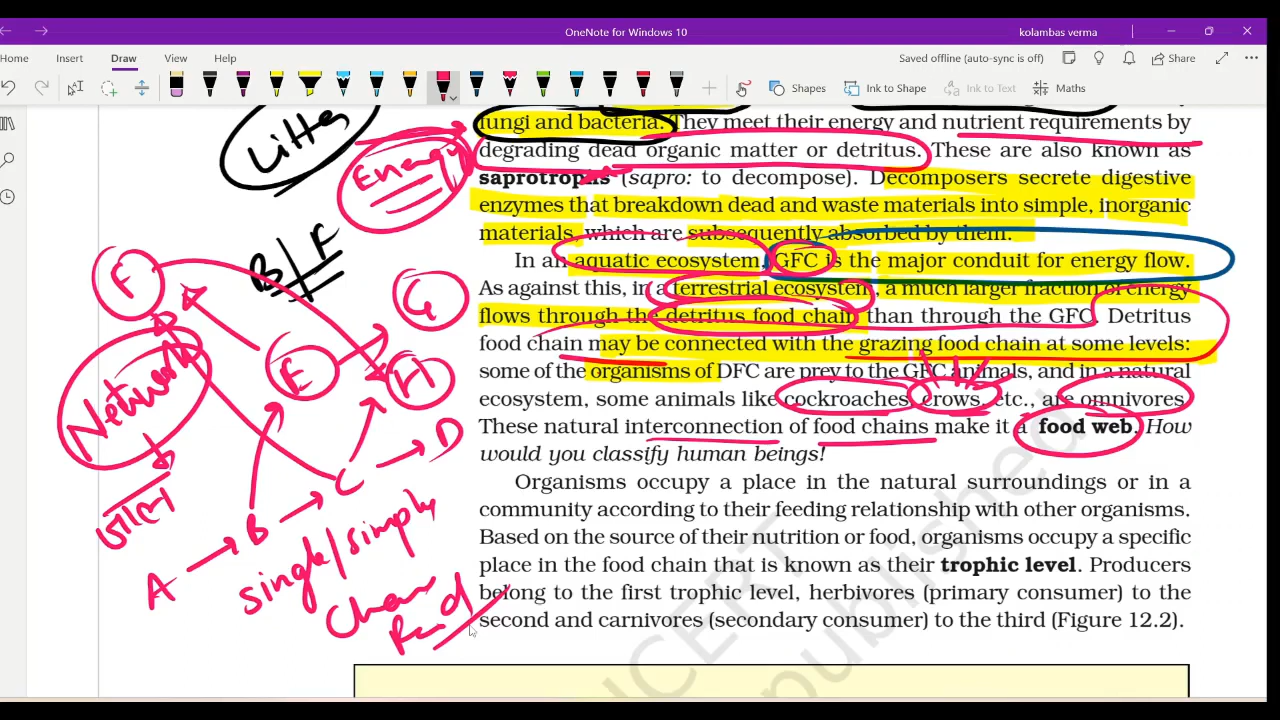 OneNote for Windows 10
kolambas verma
Home Insert Draw View Help
Saved offline (auto-sync is off)
Share
Shapes
Ink to Shape
Ink to Text
Maths
fungi and bacteria. They meet their energy and nutrient requirements by
degrading dead organic matter or detritus. These are also known as
saprotrophs (sapro: to decompose). Decomposers secrete digestive
enzymes that breakdown dead and waste materials into simple, inorganic
materials, which are subsequently absorbed by them.
In an aquatic ecosystem, GFC is the major conduit for energy flow.
As against this, in a terrestrial ecosystem, a much larger fraction of energy
flows through the detritus food chain than through the GFC. Detritus
food chain may be connected with the grazing food chain at some levels:
some of the organisms of DFC are prey to the GFC animals, and in a natural
ecosystem, some animals like cockroaches, crows, etc., are omnivores.
These natural interconnection of food chains make it a food web. How
would you classify human beings!
Organisms occupy a place in the natural surroundings or in a
community according to their feeding relationship with other organisms.
Based on the source of their nutrition or food, organisms occupy a specific
place in the food chain that is known as their trophic level. Producers
belong to the first trophic level, herbivores (primary consumer) to the
second and carnivores (secondary consumer) to the third (Figure 12.2).
Energy
B/F
F
G
E
H
Network
D
C
B
A
single/simply
NCERT
published